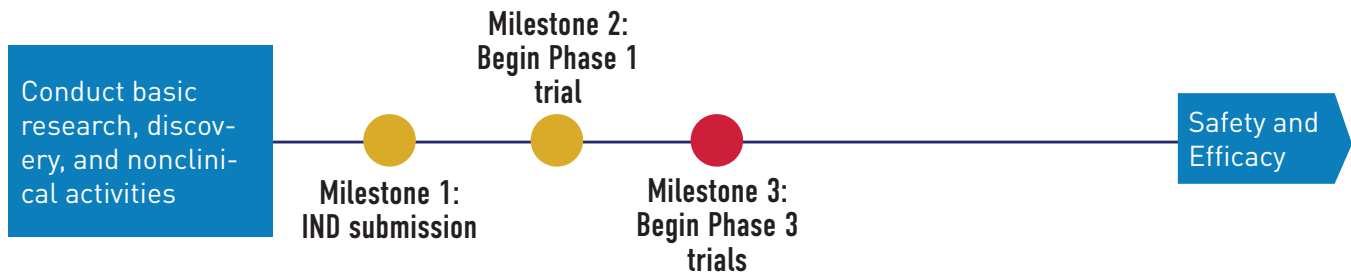 Conduct basic
research, discov-
ery, and nonclini-
cal activities
Milestone 1:
IND submission
Milestone 2:
Begin Phase 1
trial
Milestone 3:
Begin Phase 3
trials
Safety and
Efficacy